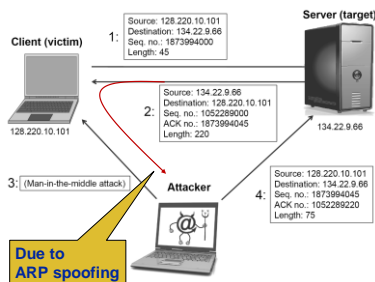 Server (target)
1:
Source: 128.220.10.101
Destination: 134.22.9.66
Seq. no.: 1873994000
Length: 45
Client (victim)
2:
Source: 134.22.9.66
Destination: 128.220.10.101
Seq. no.: 1052289000
ACK no.: 1873994045
Length: 220
128.220.10.101
134.22.9.66
3:
(Man-in-the-middle attack)
Attacker
4:
Source: 128.220.10.101
Destination: 134.22.9.66
Seq. no.: 1873994045
ACK no.: 1052289220
Length: 75
@
Due to
ARP spoofing